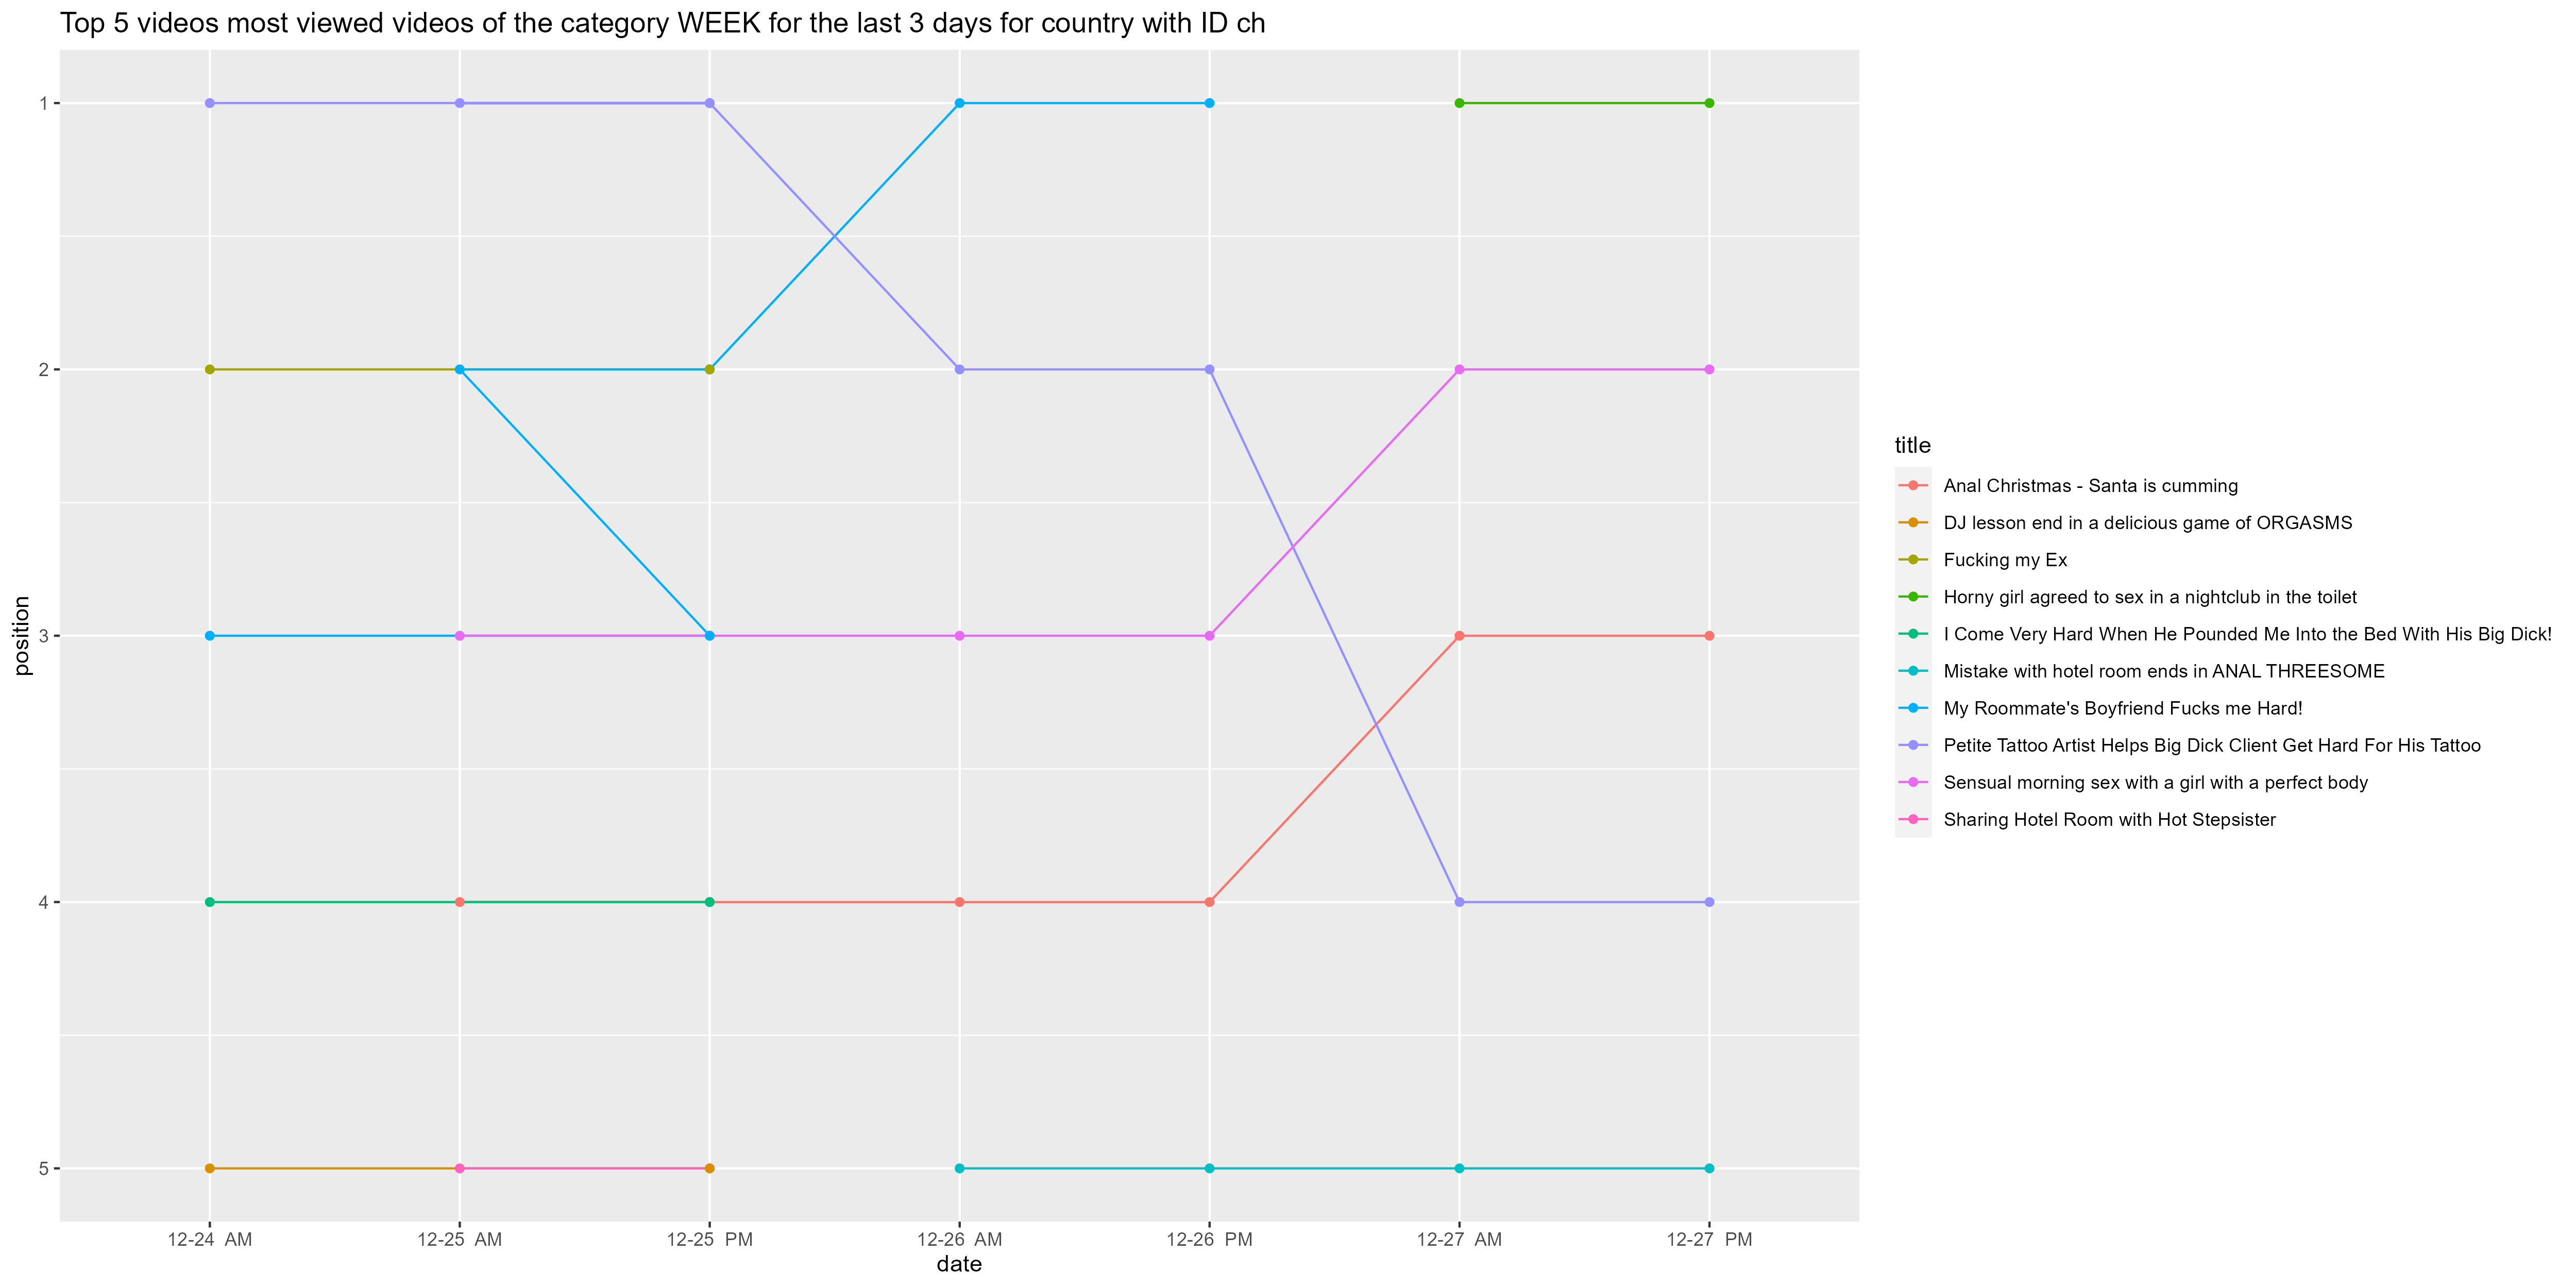 Top 5 videos most viewed videos of the category WEEK for the last 3 days for country with ID ch
position
1
2
3
4
5
12-24 AM
12-25 AM
12-25 PM
12-26 AM
12-26 PM
12-27 AM
12-27 PM
date
title
Anal Christmas - Santa is cumming
DJ lesson end in a delicious game of ORGASMS
Fucking my Ex
Horny girl agreed to sex in a nightclub in the toilet
I Come Very Hard When He Pounded Me Into the Bed With His Big Dick!
Mistake with hotel room ends in ANAL THREESOME
My Roommate's Boyfriend Fucks me Hard!
Petite Tattoo Artist Helps Big Dick Client Get Hard For His Tattoo
Sensual morning sex with a girl with a perfect body
Sharing Hotel Room with Hot Stepsister